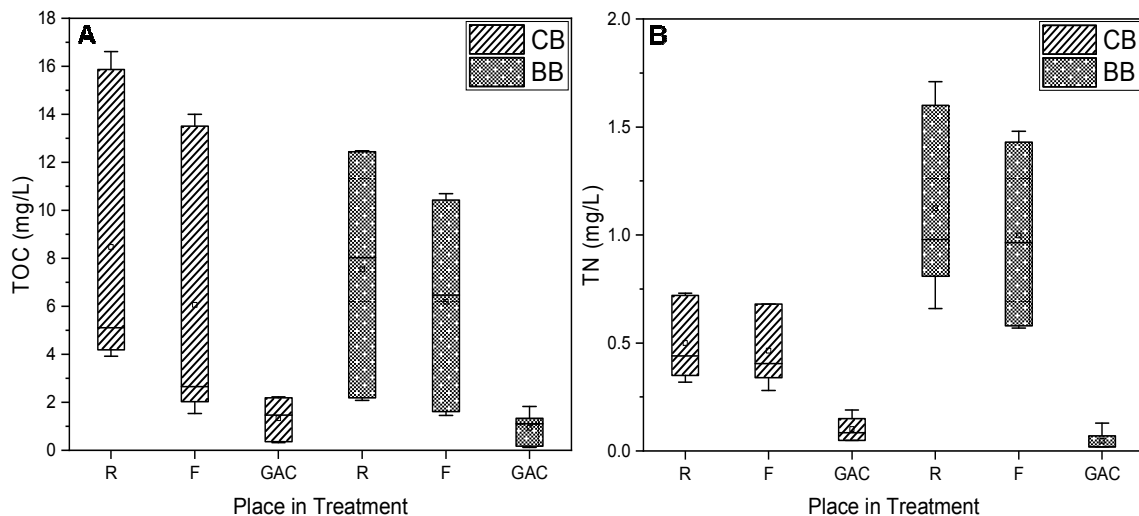 A
CB
BB
18
16
14
12
10
8
6
4
2
0
TOC (mg/L)
R F GAC R F GAC
Place in Treatment
B
CB
BB
2.0
1.5
1.0
0.5
0.0
TN (mg/L)
R F GAC R F GAC
Place in Treatment